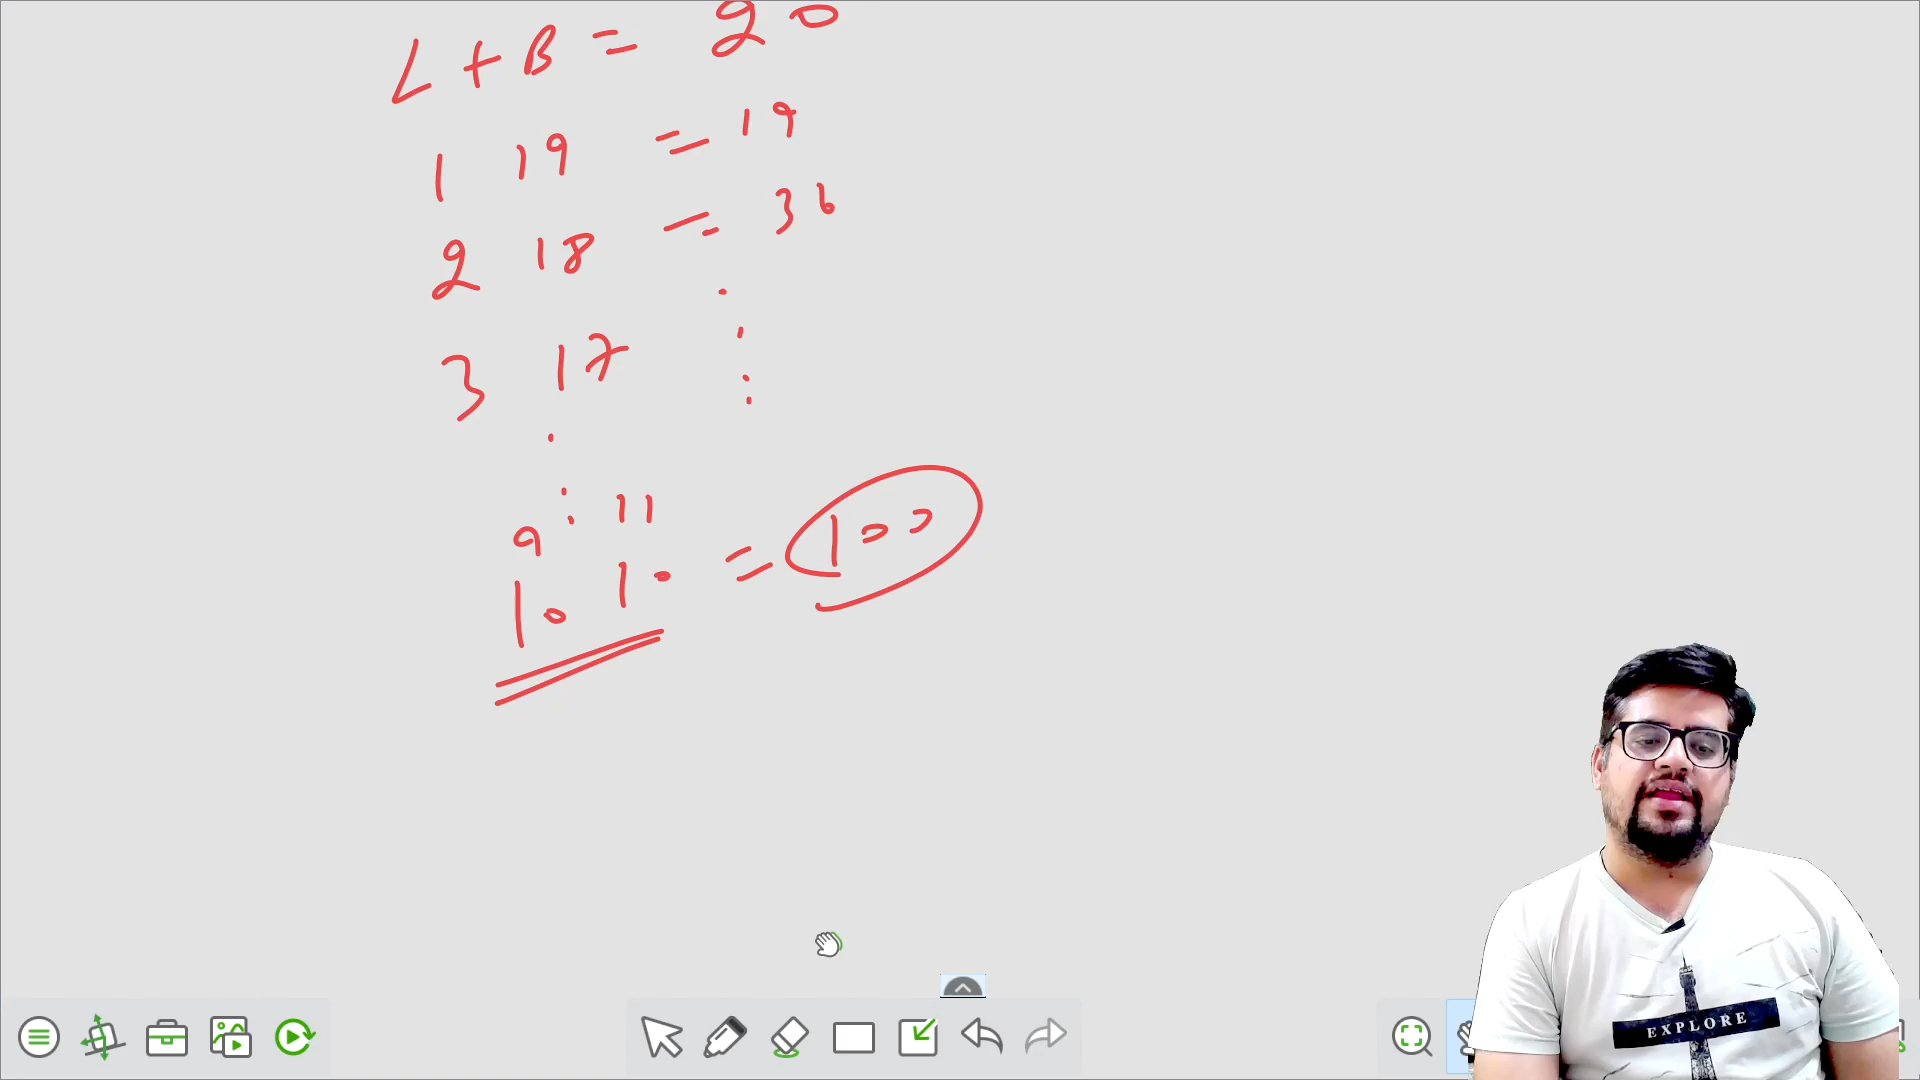 L + B = 20
1 19 = 19
2 18 = 36
3 17
9 11
10 10 = 100
EXPLORE